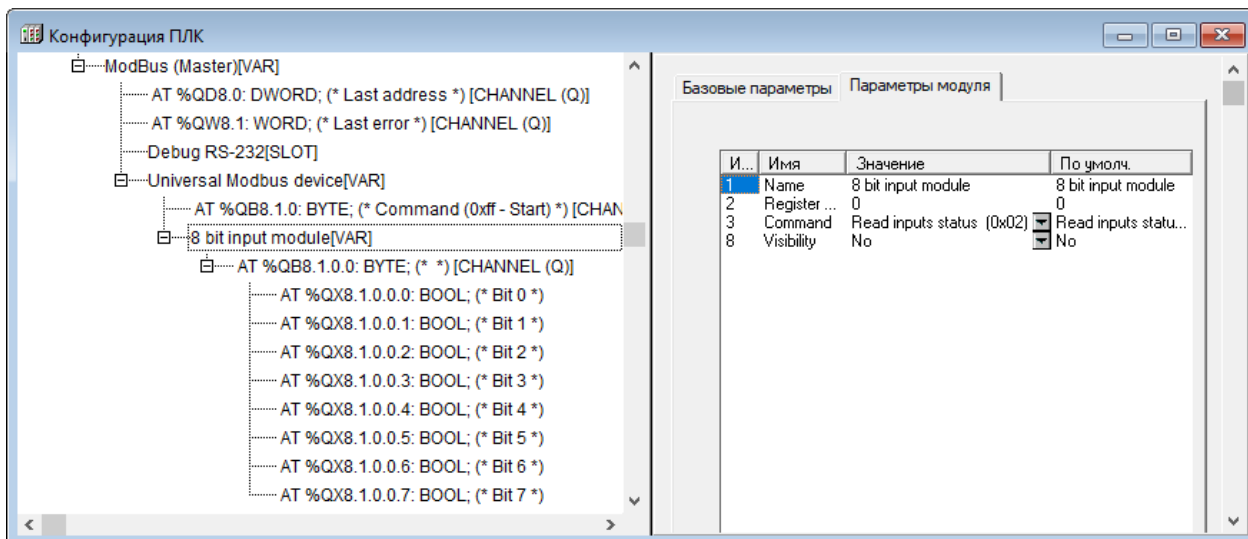 Конфигурация ПЛК
ModBus (Master)[VAR]
AT %QD8.0: DWORD; (* Last address *) [CHANNEL (Q)]
AT %QW8.1: WORD; (* Last error *) [CHANNEL (Q)]
Debug RS-232[SLOT]
Universal Modbus device[VAR]
AT %QB8.1.0: BYTE; (* Command (0xff - Start) *) [CHAN
8 bit input module[VAR]
AT %QB8.1.0.0: BYTE; (* *) [CHANNEL (Q)]
AT %QX8.1.0.0.0: BOOL; (* Bit 0 *)
AT %QX8.1.0.0.1: BOOL; (* Bit 1 *)
AT %QX8.1.0.0.2: BOOL; (* Bit 2 *)
AT %QX8.1.0.0.3: BOOL; (* Bit 3 *)
AT %QX8.1.0.0.4: BOOL; (* Bit 4 *)
AT %QX8.1.0.0.5: BOOL; (* Bit 5 *)
AT %QX8.1.0.0.6: BOOL; (* Bit 6 *)
AT %QX8.1.0.0.7: BOOL; (* Bit 7 *)
Базовые параметры Параметры модуля
И... Имя Значение По умолч.
1 Name 8 bit input module 8 bit input module
2 Register ... 0 0
3 Command Read inputs status (0x02) Read inputs statu...
8 Visibility No No